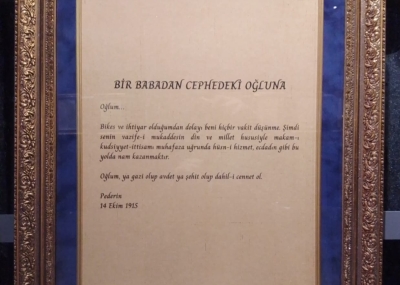 BİR BABADAN CEPHEDEKİ OĞLUNA
Oğlum...
Bikes ve ihtiyar olduğumdan dolayı beni hiçbir vakit düşünme. Şimdi
senin vazife-i mukaddesin din ve millet hususiyle makam-ı
kudsiyyet-ittisamı muhafaza uğrunda hüsn-i hizmet, ecdadın gibi bu
yolda nam kazanmaktır.
Oğlum, ya gazi olup avdet ya şehit olup dahil-i cennet ol.
Pederin
14 Ekim 1915